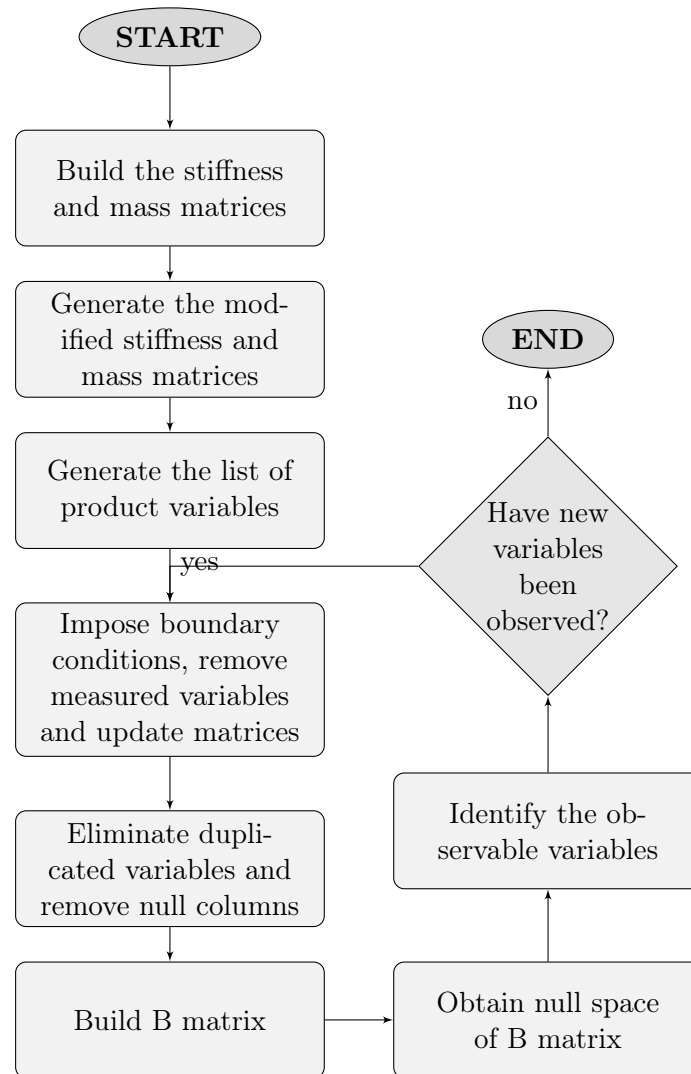 START
Build the stiffness
and mass matrices
Generate the mod-
ified stiffness and
mass matrices
Generate the list of
product variables
yes
Impose boundary
conditions, remove
measured variables
and update matrices
Eliminate dupli-
cated variables and
remove null columns
Build B matrix
Obtain null space
of B matrix
Identify the ob-
servable variables
Have new
variables
been
observed?
no
END